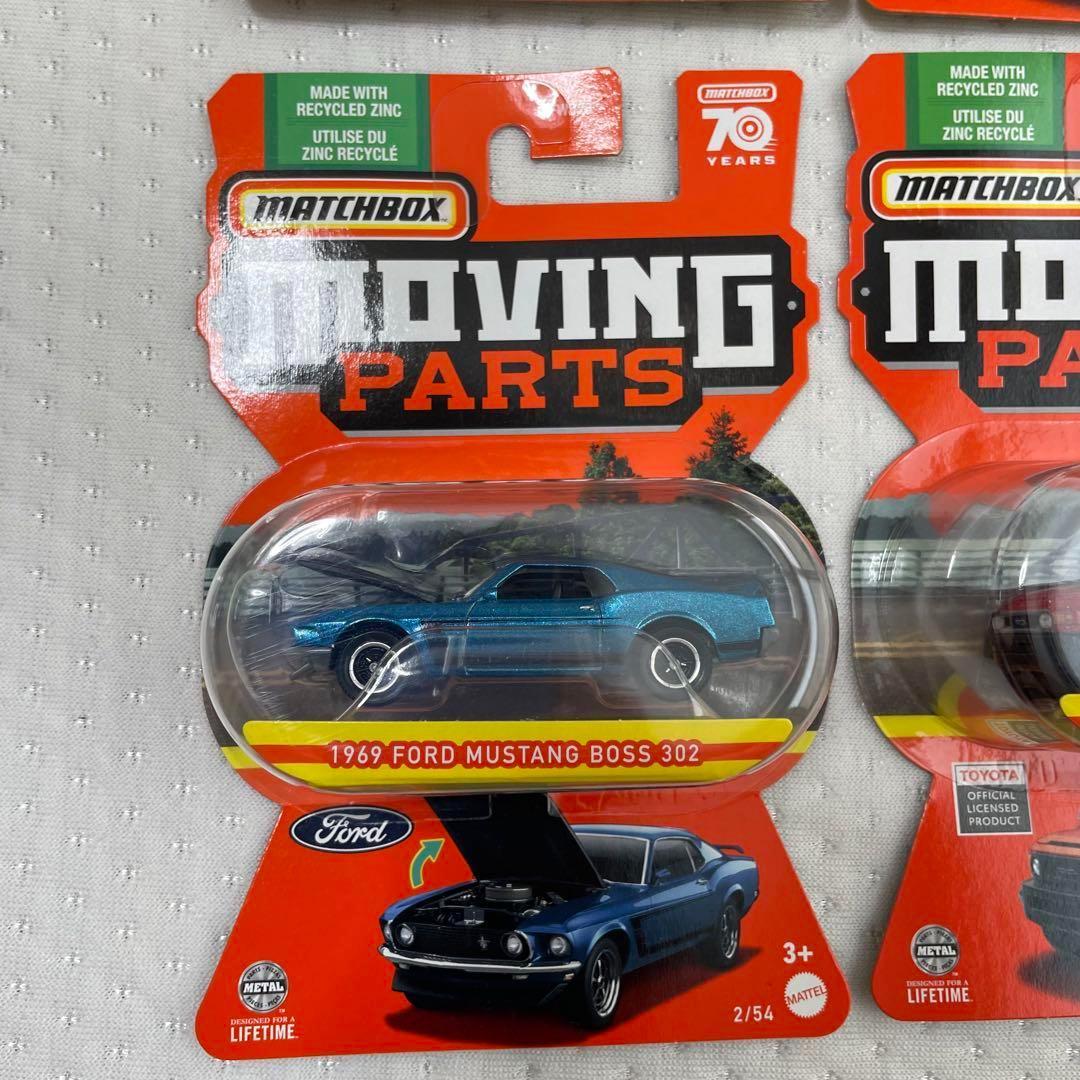 MADE WITH
RECYCLED ZINC
UTILISE DU
ZINC RECYCLÉ
MATCHBOX
70
YEARS
MATCHBOX
MOVING
PARTS
1969 FORD MUSTANG BOSS 302
Ford
METAL
DESIGNED FOR A
LIFETIME
3+
2/54
MATTEL
MADE WITH
RECYCLED ZINC
UTILISE DU
ZINC RECYCLÉ
MATCHBOX
MO
PA
TOYOTA
OFFICIAL
LICENSED
PRODUCT
METAL
DESIGNED FOR A
LIFETIME